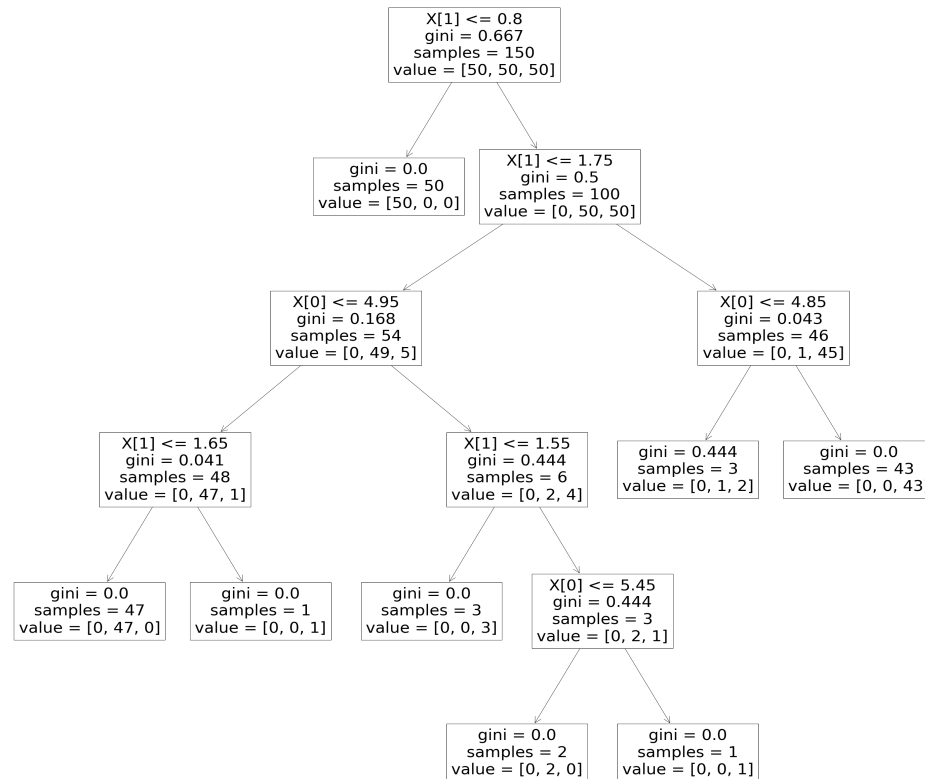 X[1] <= 0.8
gini = 0.667
samples = 150
value = [50, 50, 50]
gini = 0.0
samples = 50
value = [50, 0, 0]
X[1] <= 1.75
gini = 0.5
samples = 100
value = [0, 50, 50]
X[0] <= 4.95
gini = 0.168
samples = 54
value = [0, 49, 5]
X[0] <= 4.85
gini = 0.043
samples = 46
value = [0, 1, 45]
X[1] <= 1.65
gini = 0.041
samples = 48
value = [0, 47, 1]
X[1] <= 1.55
gini = 0.444
samples = 6
value = [0, 2, 4]
gini = 0.444
samples = 3
value = [0, 1, 2]
gini = 0.0
samples = 43
value = [0, 0, 43
gini = 0.0
samples = 47
value = [0, 47, 0]
gini = 0.0
samples = 1
value = [0, 0, 1]
gini = 0.0
samples = 3
value = [0, 0, 3]
X[0] <= 5.45
gini = 0.444
samples = 3
value = [0, 2, 1]
gini = 0.0
samples = 2
value = [0, 2, 0]
gini = 0.0
samples = 1
value = [0, 0, 1]